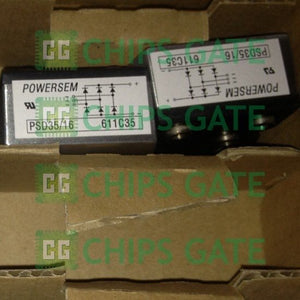 CHIPS GATE
POWERSEM
PSD35/16 611C35
PSD35/16
611C35
POWERSEM
CHIPS GATE
CHIPS GATE